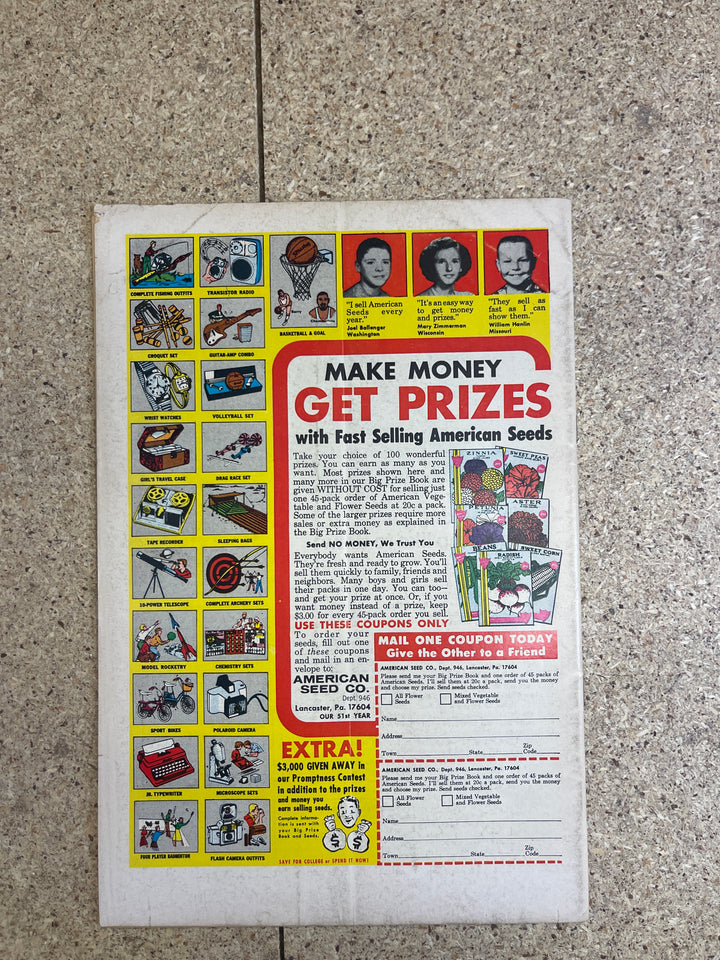 COMPLETE FISHING OUTFITS
TRANSISTOR RADIO
BASKETBALL & GOAL
CROQUET SET
GUITAR-AMP COMBO
WRIST WATCHES
VOLLEYBALL SET
GIRL'S TRAVEL CASE
DRAG RACE SET
TAPE RECORDER
SLEEPING BAGS
10-POWER TELESCOPE
COMPLETE ARCHERY SETS
MODEL ROCKETRY
CHEMISTRY SETS
SPORT BIKES
POLAROID CAMERA
JR. TYPEWRITER
MICROSCOPE SETS
FOUR PLAYER BADMINTON
FLASH CAMERA OUTFITS
"I sell American
Seeds every
year."
Joel Ballenger
Washington
"It's an easy way
to get money
and prizes."
Mary Zimmerman
Wisconsin
"They sell as
fast as I can
show them."
William Hanlin
Missouri
MAKE MONEY
GET PRIZES
with Fast Selling American Seeds
Take your choice of 100 wonderful
prizes. You can earn as many as you
want. Most prizes shown here and
many more in our Big Prize Book are
given WITHOUT COST for selling just
one 45-pack order of American Vege-
table and Flower Seeds at 20c a pack.
Some of the larger prizes require more
sales or extra money as explained in
the Big Prize Book.
Send NO MONEY, We Trust You
Everybody wants American Seeds.
They're fresh and ready to grow. You'll
sell them quickly to family, friends and
neighbors. Many boys and girls sell
their packs in one day. You can too—
and get your prize at once. Or, if you
want money instead of a prize, keep
$3.00 for every 45-pack order you sell.
ZINNIA
SWEET PEAS
PETUNIA
ASTER
BEANS
RADISH
SWEET CORN
USE THESE COUPONS ONLY
To order your
seeds, fill out one
of these coupons
and mail in an en-
velope to:
AMERICAN
SEED CO.
Dept. 946
Lancaster, Pa. 17604
OUR 51ST YEAR
EXTRA!
$3,000 GIVEN AWAY in
our Promptness Contest
in addition to the prizes
and money you
earn selling seeds.
Complete informa-
tion is sent with
your Big Prize
Book and Seeds.
$ $
SAVE FOR COLLEGE or SPEND IT NOW!
MAIL ONE COUPON TODAY
Give the Other to a Friend
AMERICAN SEED CO., Dept. 946, Lancaster, Pa. 17604
Please send me your Big Prize Book and one order of 45 packs of
American Seeds. I'll sell them at 20c a pack, send you the money
and choose my prize. Send seeds checked.
All Flower
Seeds
Mixed Vegetable
and Flower Seeds
Name
Address
Town State Zip
Code
AMERICAN SEED CO., Dept. 946, Lancaster, Pa. 17604
Please send me your Big Prize Book and one order of 45 packs of
American Seeds. I'll sell them at 20c a pack, send you the money
and choose my prize. Send seeds checked.
All Flower
Seeds
Mixed Vegetable
and Flower Seeds
Name
Address
Town State Zip
Code